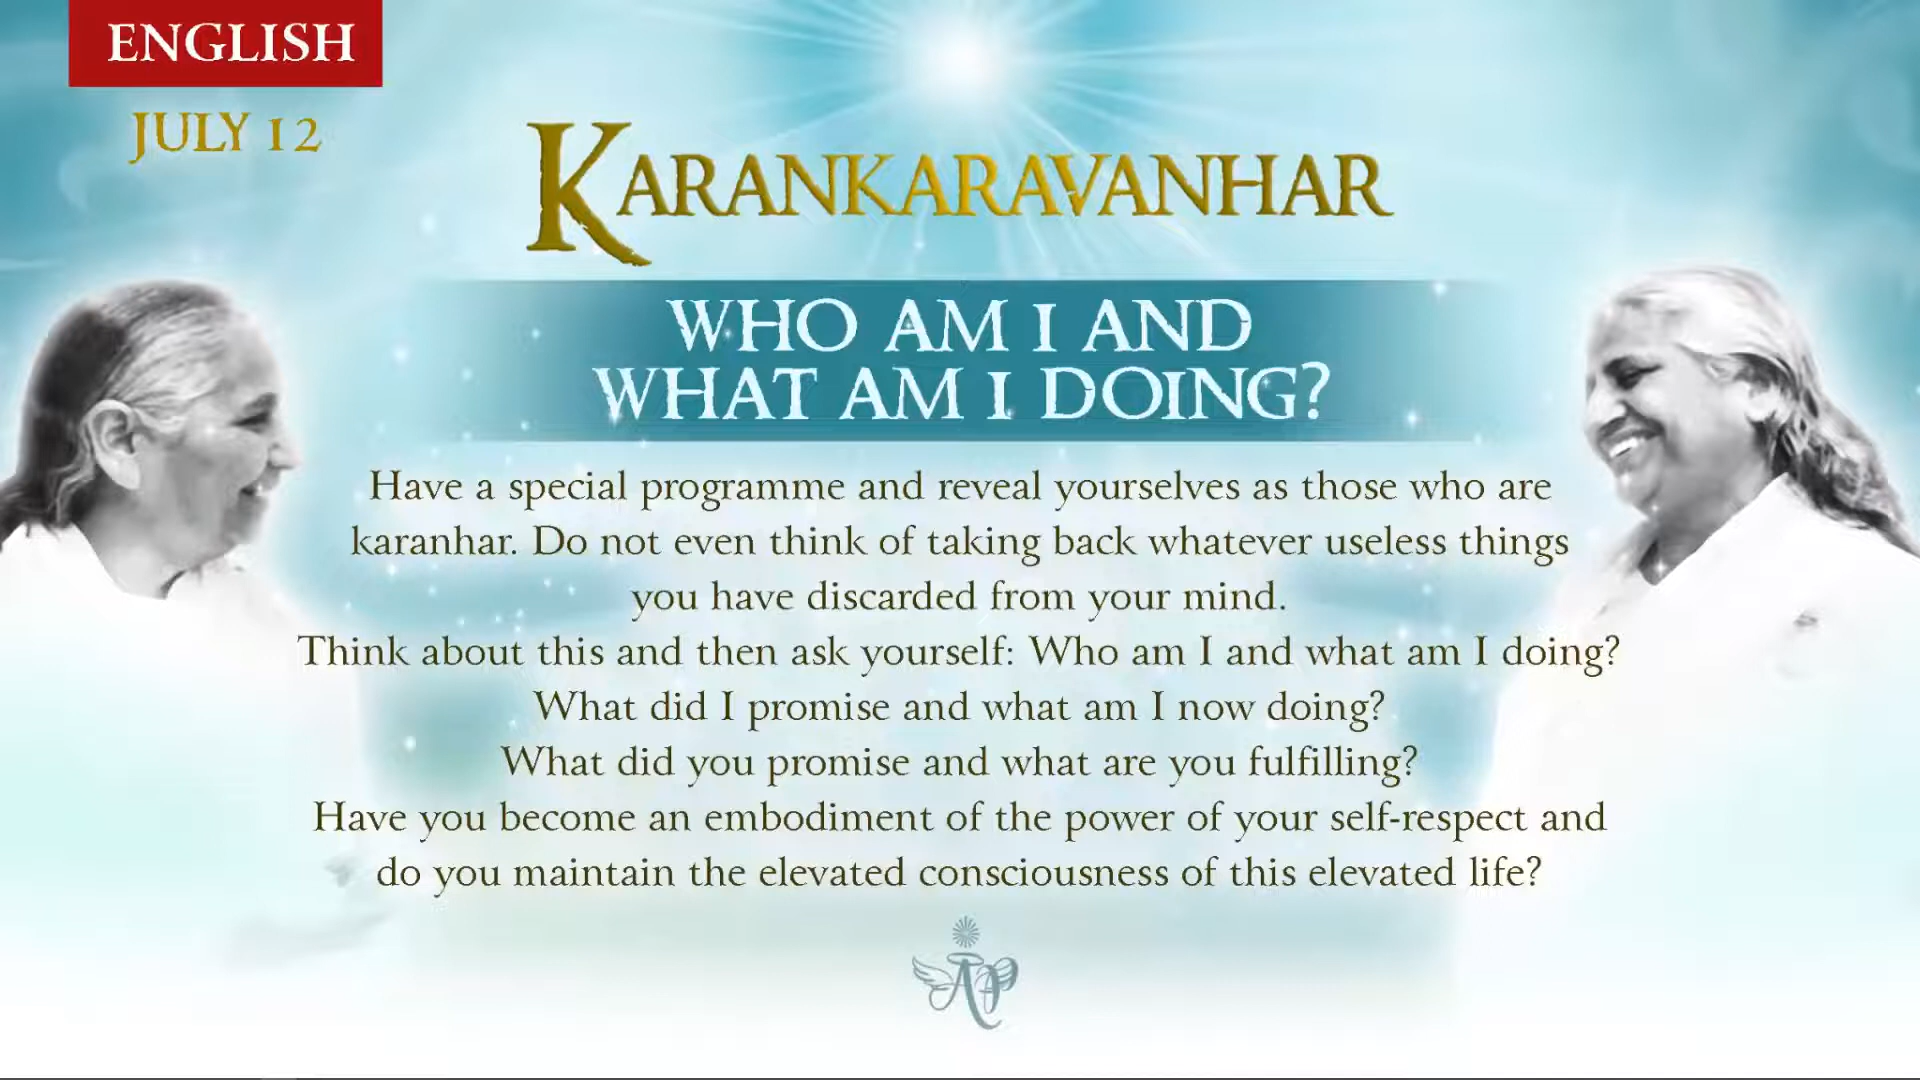 ENGLISH
JULY 12
KARANKARAVANHAR
WHO AM I AND
WHAT AM I DOING?
Have a special programme and reveal yourselves as those who are
karanhar. Do not even think of taking back whatever useless things
you have discarded from your mind.
Think about this and then ask yourself: Who am I and what am I doing?
What did I promise and what am I now doing?
What did you promise and what are you fulfilling?
Have you become an embodiment of the power of your self-respect and
do you maintain the elevated consciousness of this elevated life?